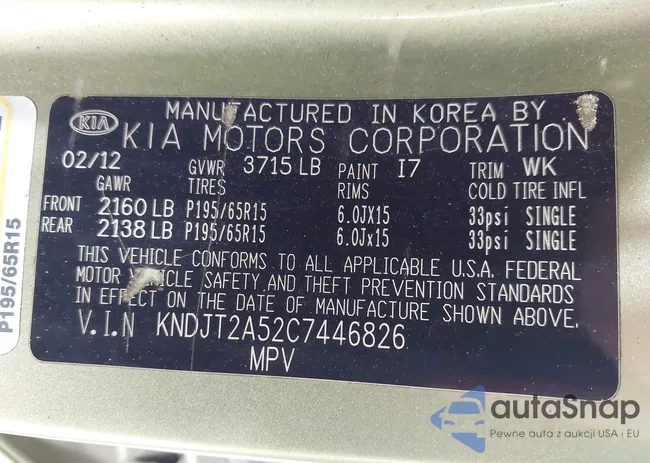 MANUFACTURED IN KOREA BY
KIA KIA MOTORS CORPORATION
02/12 GVWR 3715 LB PAINT I7 TRIM WK
GAWR TIRES RIMS COLD TIRE INFL
FRONT 2160 LB P195/65R15 6.0JX15 33psi SINGLE
REAR 2138 LB P195/65R15 6.0Jx15 33psi SINGLE
THIS VEHICLE CONFORMS TO ALL APPLICABLE U.S.A. FEDERAL
MOTOR VEHICLE SAFETY AND THEFT PREVENTION STANDARDS
IN EFFECT ON THE DATE OF MANUFACTURE SHOWN ABOVE.
V.I.N KNDJT2A52C7446826
MPV
P195/65R15
autaSnap
Pewne auta z aukcji USA i EU